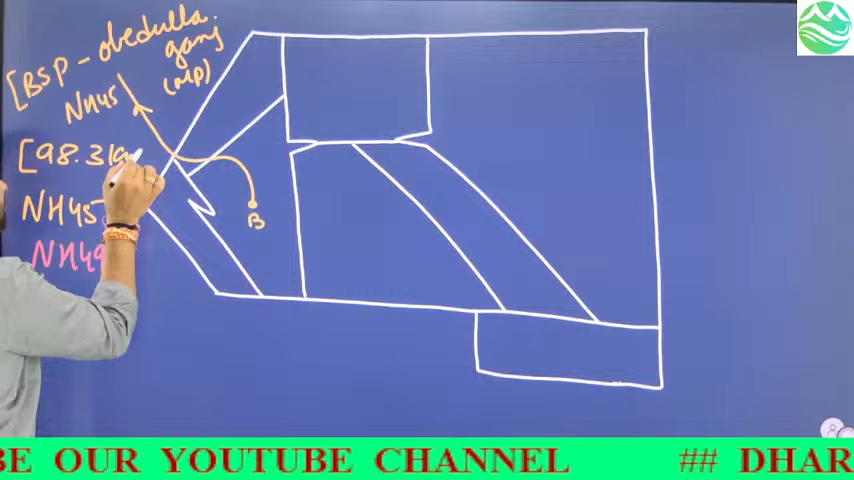 [BSP - obedulla
ganj
(MP)
NH45
[98.3
NH45
NH49
B
BE OUR YOUTUBE CHANNEL ## DHAR